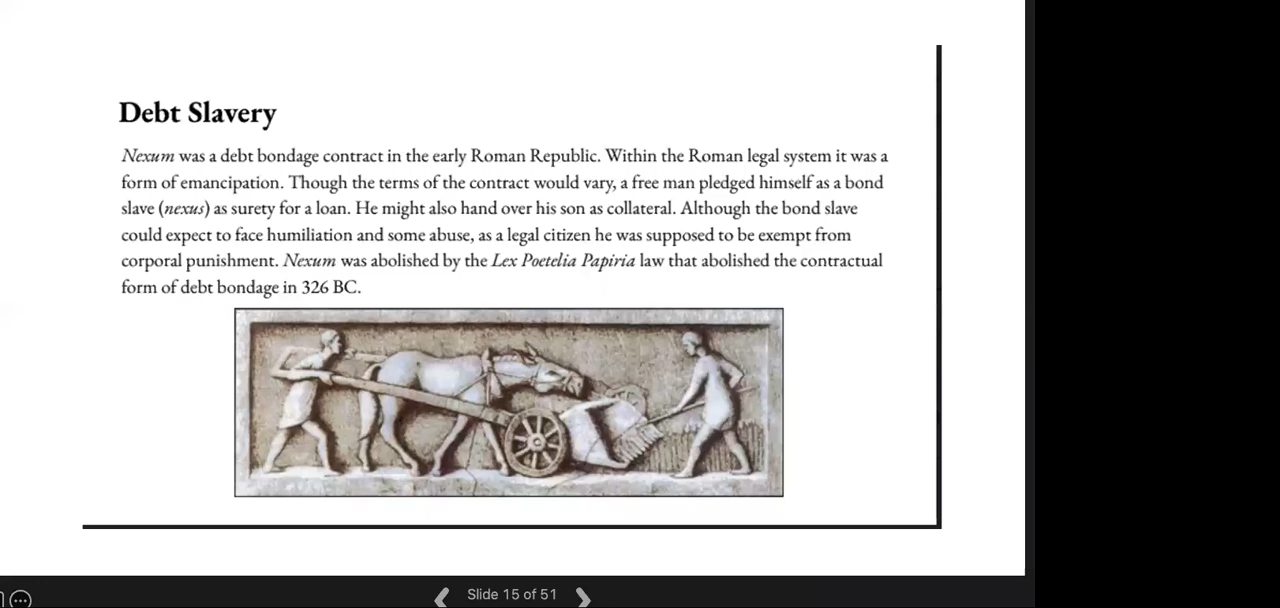 Debt Slavery
Nexum was a debt bondage contract in the early Roman Republic. Within the Roman legal system it was a
form of emancipation. Though the terms of the contract would vary, a free man pledged himself as a bond
slave (nexus) as surety for a loan. He might also hand over his son as collateral. Although the bond slave
could expect to face humiliation and some abuse, as a legal citizen he was supposed to be exempt from
corporal punishment. Nexum was abolished by the Lex Poetelia Papiria law that abolished the contractual
form of debt bondage in 326 BC.
Slide 15 of 51